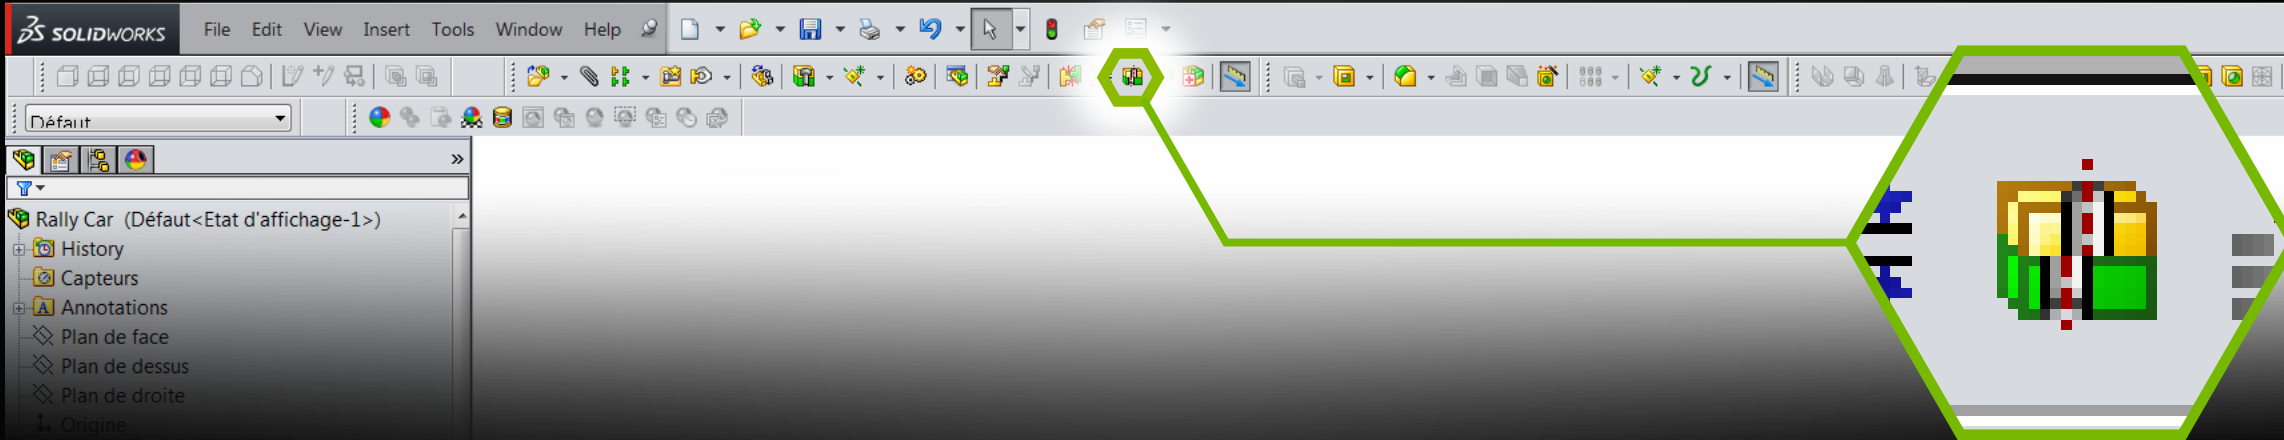 SOLIDWORKS File Edit View Insert Tools Window Help
Défaut
Rally Car (Défaut<Etat d'affichage-1>)
History
Capteurs
Annotations
Plan de face
Plan de dessus
Plan de droite
Origine